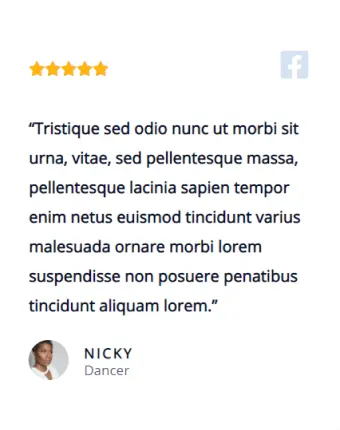 “Tristique sed odio nunc ut morbi sit
urna, vitae, sed pellentesque massa,
pellentesque lacinia sapien tempor
enim netus euismod tincidunt varius
malesuada ornare morbi lorem
suspendisse non posuere penatibus
tincidunt aliquam lorem.”
NICKY
Dancer